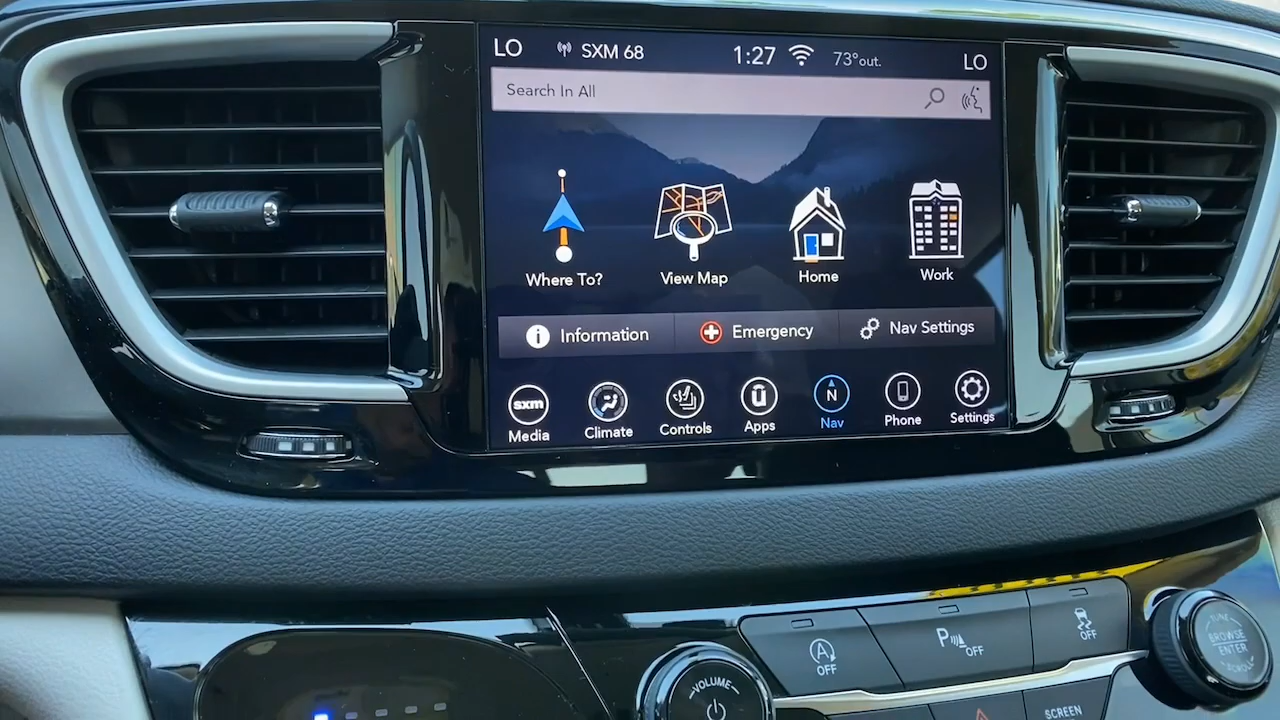 LO SXM 68 1:27 73°out. LO
Search In All
Where To? View Map Home Work
Information Emergency Nav Settings
sxm ū N
Media Climate Controls Apps Nav Phone Settings
A OFF
P OFF
OFF
BROWSE
ENTER
SCROLL
VOLUME
SCREEN